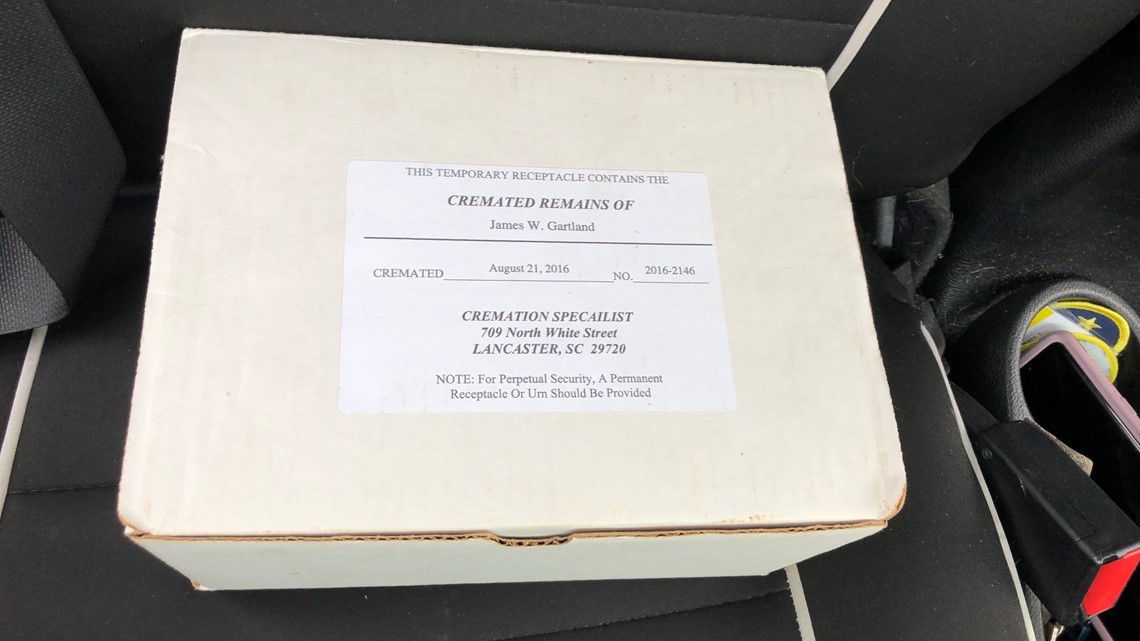 THIS TEMPORARY RECEPTACLE CONTAINS THE
CREMATED REMAINS OF
James W. Gartland
CREMATED August 21, 2016 NO. 2016-2146
CREMATION SPECAILIST
709 North White Street
LANCASTER, SC 29720
NOTE: For Perpetual Security, A Permanent
Receptacle Or Urn Should Be Provided